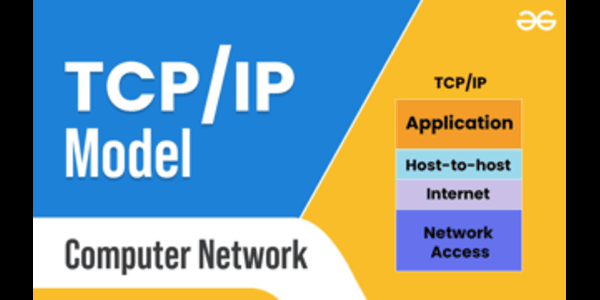 TCP/IP
Model
Computer Network
TCP/IP
Application
Host-to-host
Internet
Network
Access